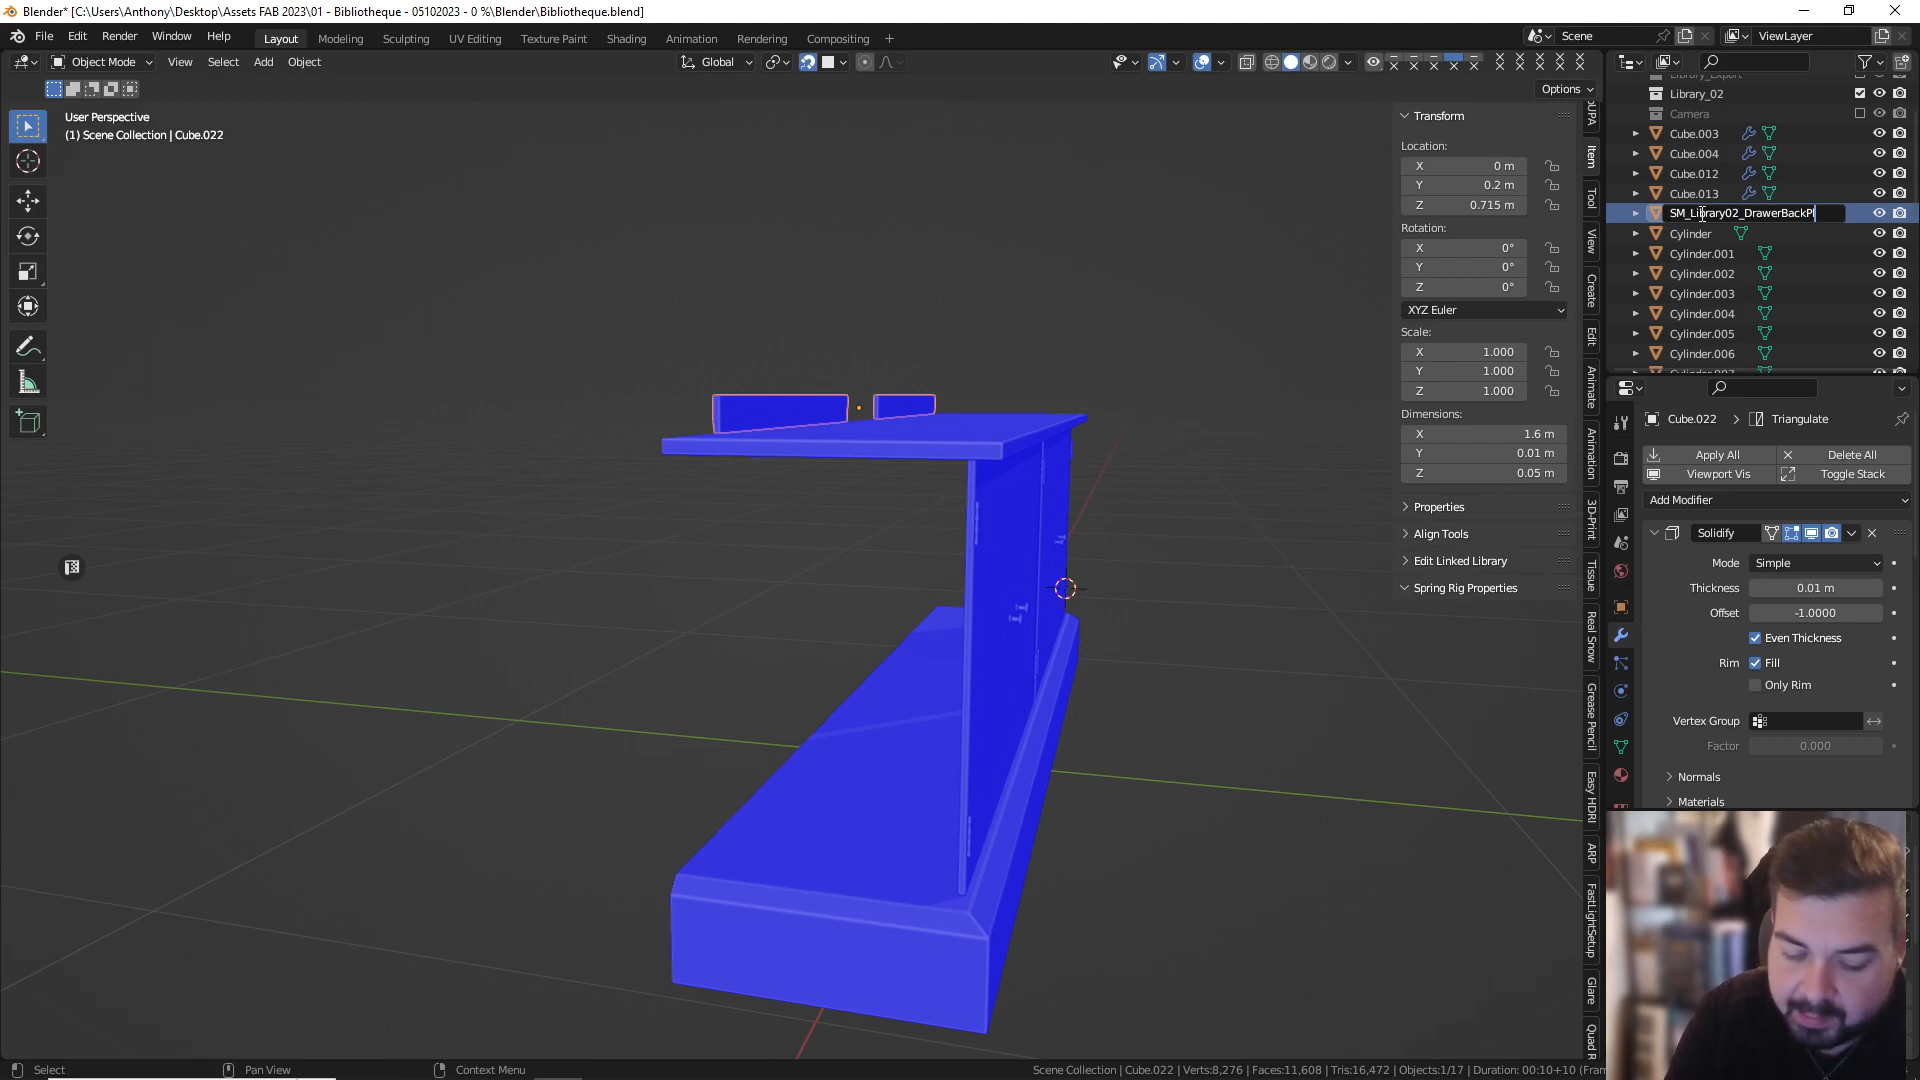 Blender* [C:\Users\Anthony\Desktop\Assets FAB 2023\01 - Bibliotheque - 05102023 - 0 %\Blender\Bibliotheque.blend]
File Edit Render Window Help Layout Modeling Sculpting UV Editing Texture Paint Shading Animation Rendering Compositing + Scene ViewLayer
Object Mode View Select Add Object Global
Options
User Perspective
(1) Scene Collection | Cube.022
Transform
Location:
X 0 m
Y 0.2 m
Z 0.715 m
Rotation:
X 0°
Y 0°
Z 0°
XYZ Euler
Scale:
X 1.000
Y 1.000
Z 1.000
Dimensions:
X 1.6 m
Y 0.01 m
Z 0.05 m
Properties
Align Tools
Edit Linked Library
Spring Rig Properties
Item
Tool
View
Create
Edit
Animate
Animation
3D-Print
Tissue
Real Snow
Grease Pencil
Easy HDRI
ARP
FastLightSetup
Glare
Quad R
Library_Export
Library_02
Camera
Cube.003
Cube.004
Cube.012
Cube.013
SM_Library02_DrawerBackPl
Cylinder
Cylinder.001
Cylinder.002
Cylinder.003
Cylinder.004
Cylinder.005
Cylinder.006
Cube.022 Triangulate
Apply All Delete All
Viewport Vis Toggle Stack
Add Modifier
Solidify
Mode Simple
Thickness 0.01 m
Offset -1.0000
Even Thickness
Rim Fill
Only Rim
Vertex Group
Factor 0.000
Normals
Materials
Select Pan View Context Menu Scene Collection | Cube.022 | Verts:8,276 | Faces:11,608 | Tris:16,472 | Objects:1/17 | Duration: 00:10+10 (Fram